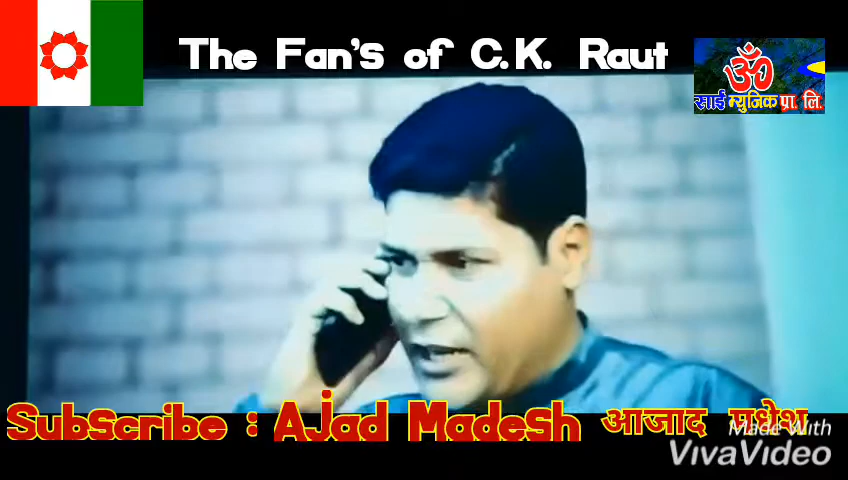 The Fan's of C.K. Raut
ॐ
साई म्युजिक प्रा. लि.
Subscribe : Ajad Madesh आजाद मधेश
Made With
VivaVideo